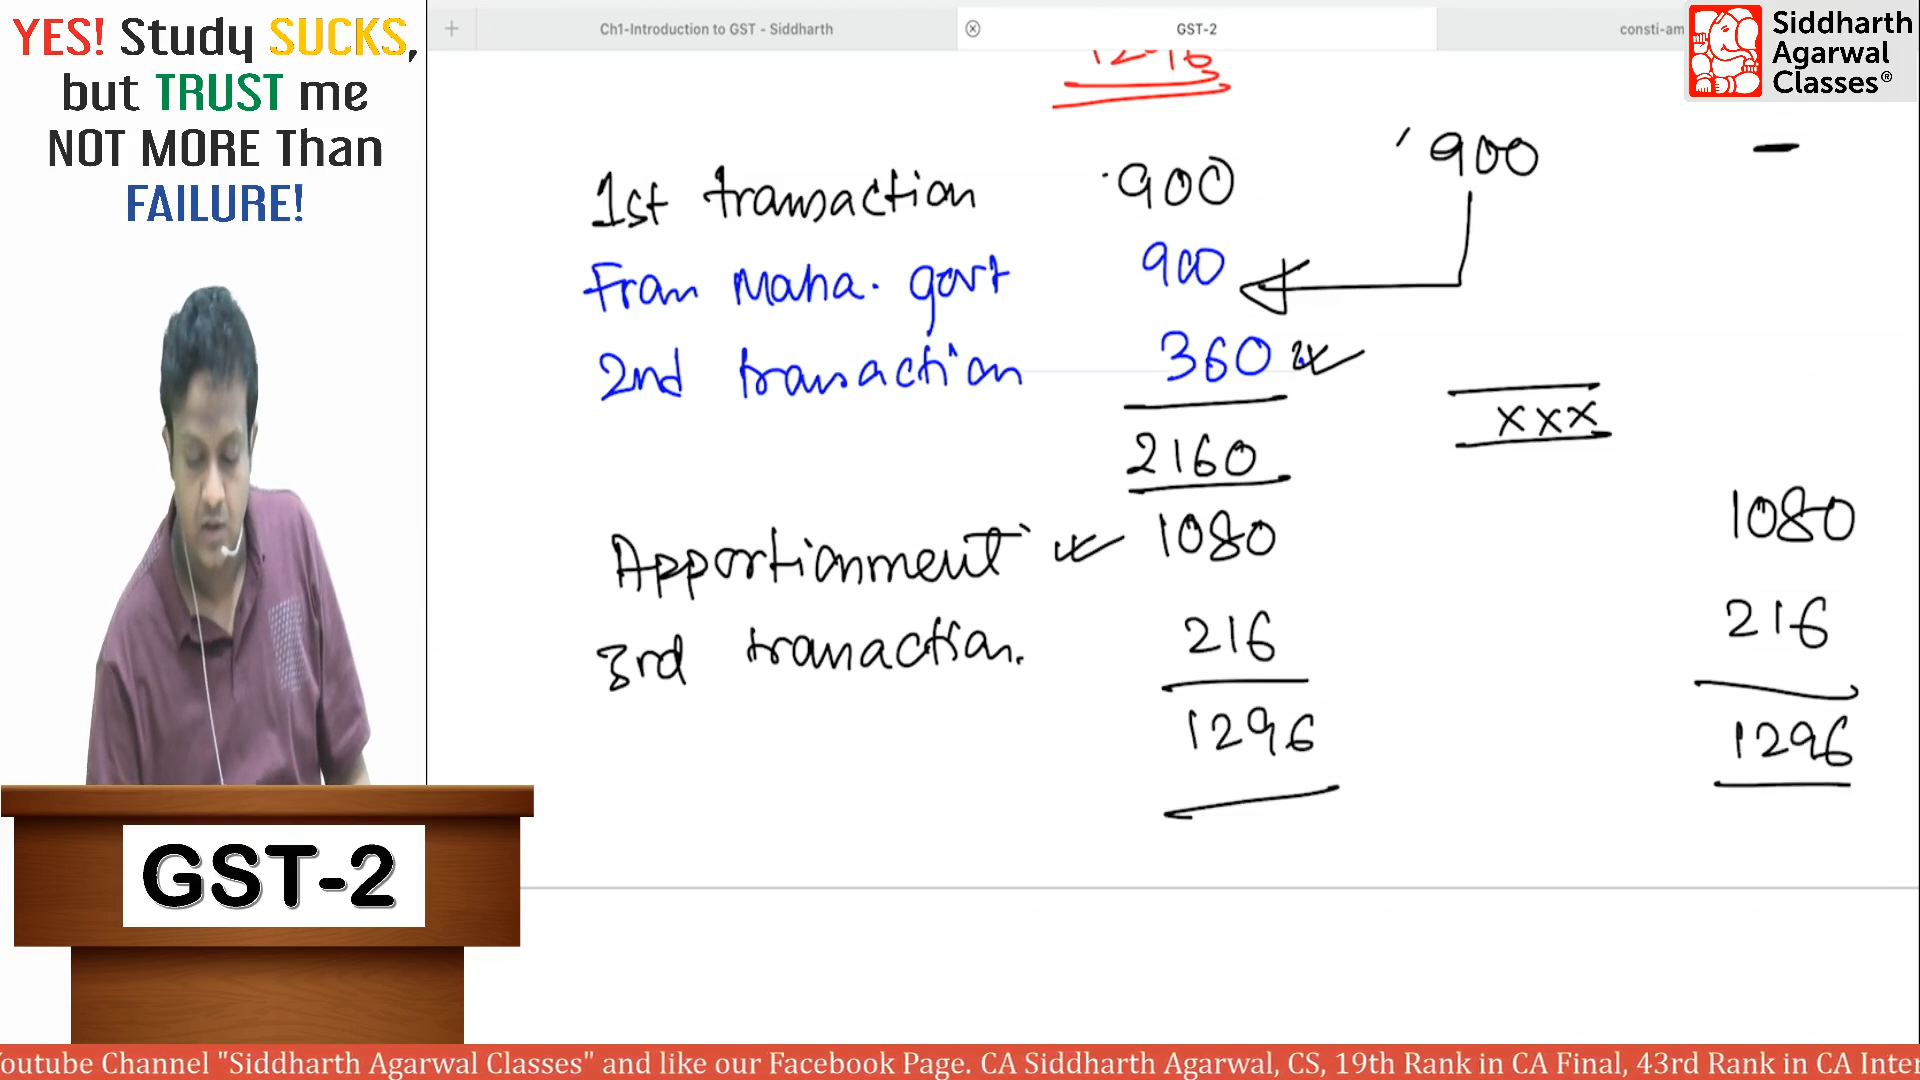 YES! Study SUCKS,
but TRUST me
NOT MORE Than
FAILURE!
Ch1-Introduction to GST - Siddharth
GST-2
consti-am
Siddharth
Agarwal
Classes®
1296
1st transaction 900 900 -
From Maha. govt 900
2nd transaction 360
xxx
2160
Apportionment 1080 1080
3rd tranaction. 216 216
1296 1296
GST-2
outube Channel "Siddharth Agarwal Classes" and like our Facebook Page. CA Siddharth Agarwal, CS, 19th Rank in CA Final, 43rd Rank in CA Inter